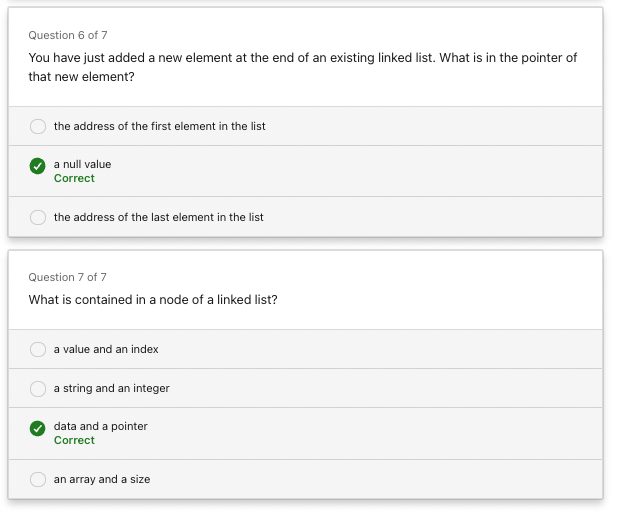 Question 6 of 7
You have just added a new element at the end of an existing linked list. What is in the pointer of
that new element?
the address of the first element in the list
a null value
Correct
the address of the last element in the list
Question 7 of 7
What is contained in a node of a linked list?
a value and an index
a string and an integer
data and a pointer
Correct
an array and a size